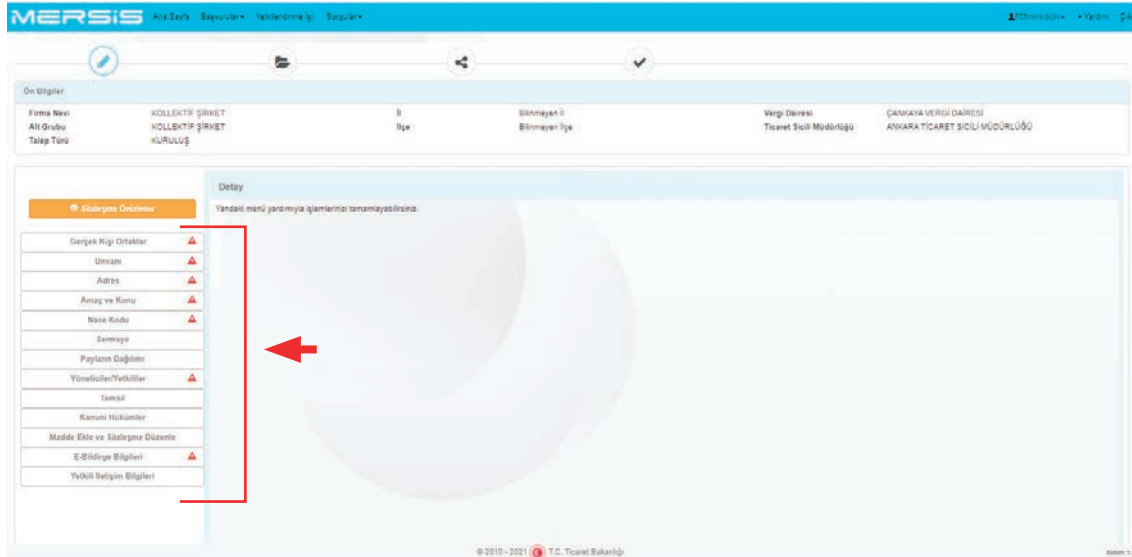 MERSİS Ana Sayfa Başvurular Yetkilendirme İşl Sorgular Yardım
Ön Bilgiler
Firma Nevi KOLLEKTİF ŞİRKET İl Bilinmeyen İl Vergi Dairesi ÇANKAYA VERGİ DAİRESİ
Alt Grubu KOLLEKTİF ŞİRKET İlçe Bilinmeyen İlçe Ticaret Sicili Müdürlüğü ANKARA TİCARET SİCİLİ MÜDÜRLÜĞÜ
Talep Türü KURULUŞ
Detay
Sözleşme Önizleme
Yandaki menü yardımıyla işlemlerinizi tamamlayabilirsiniz.
Gerçek Kişi Ortaklar
Unvanı
Adres
Amaç ve Konu
Nace Kodu
Sermaye
Payların Dağılımı
Yöneticiler/Yetkililer
Temsil
Kanuni Hükümler
Madde Ekle ve Sözleşme Düzenle
E-Bildirge Bilgileri
Yetkili İletişim Bilgileri
© 2010 - 2021 T.C. Ticaret Bakanlığı